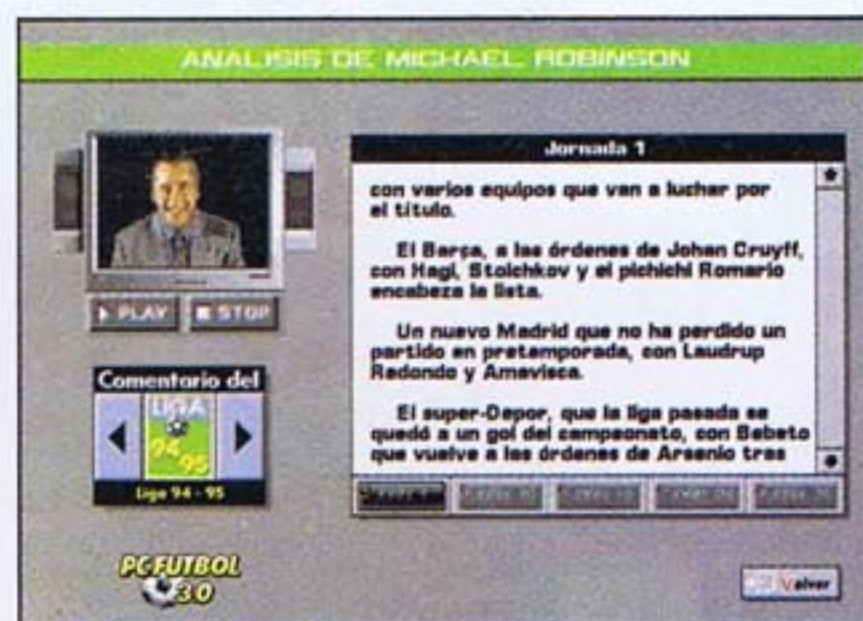 ANALISIS DE MICHAEL ROBINSON
PLAY
STOP
Comentario del
LIGA
94
95
Liga 94 - 95
Jornada 1
con varios equipos que van a luchar por
el título.
El Barça, a las órdenes de Johan Cruyff,
con Hagi, Stoichkov y el pichichi Romario
encabeza la lista.
Un nuevo Madrid que no ha perdido un
partido en pretemporada, con Laudrup
Redondo y Amavisca.
El super-Depor, que la liga pasada se
quedó a un gol del campeonato, con Bebeto
que vuelve a las órdenes de Arsenio tras
PC FUTBOL
3.0
Volver